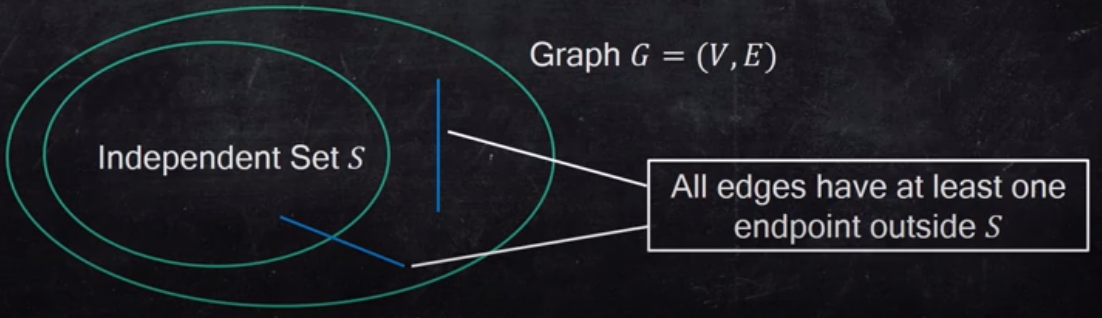 Graph G = (V, E)
Independent Set S
All edges have at least one
endpoint outside S